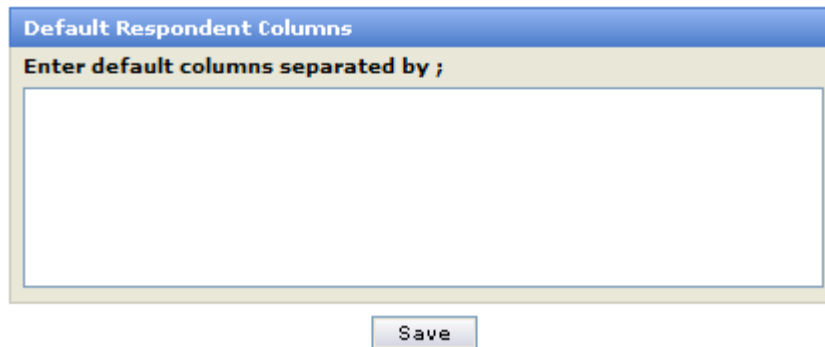 Default Respondent Columns
Enter default columns separated by ;
Save